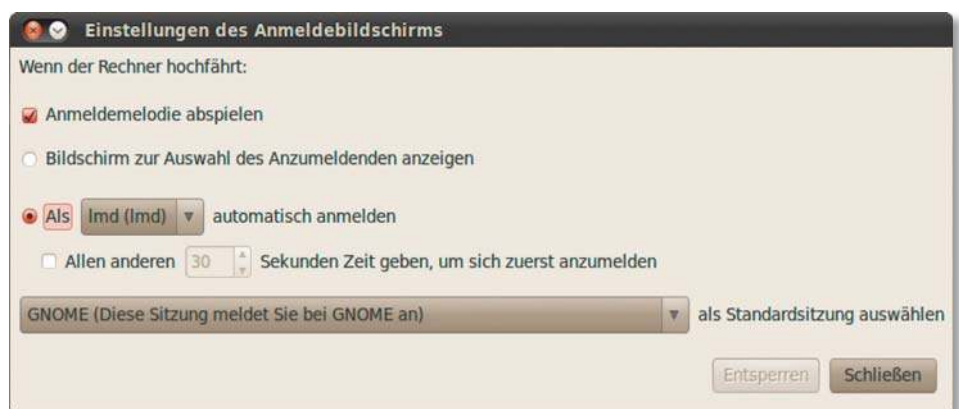 Einstellungen des Anmeldebildschirms
Wenn der Rechner hochfährt:
Anmeldemelodie abspielen
Bildschirm zur Auswahl des Anzumeldenden anzeigen
Als lmd (lmd) automatisch anmelden
Allen anderen 30 Sekunden Zeit geben, um sich zuerst anzumelden
GNOME (Diese Sitzung meldet Sie bei GNOME an) als Standardsitzung auswählen
Entsperren Schließen